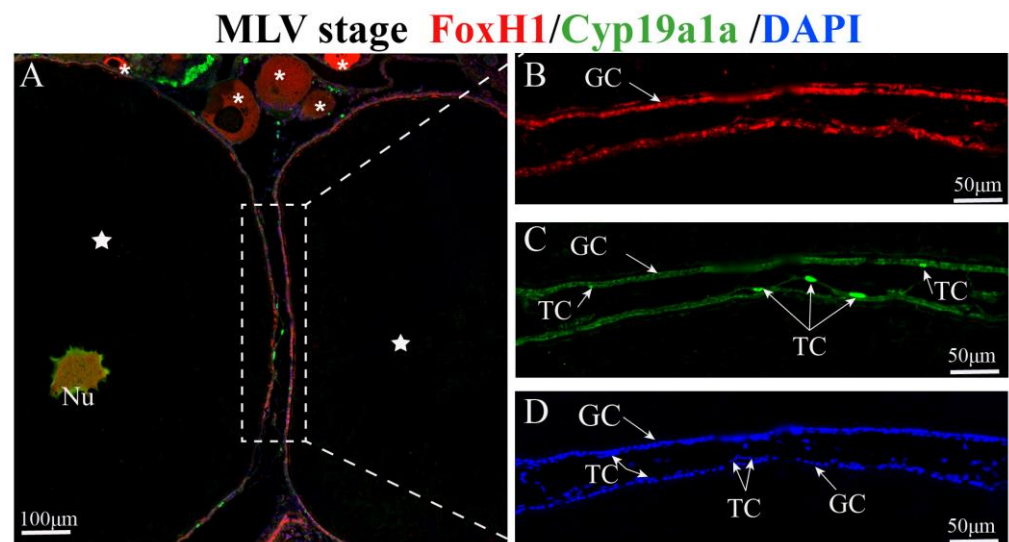 MLV stage FoxH1/Cyp19a1a /DAPI
A
*
*
*
*
*
Nu
100μm
B
GC
50μm
C
GC
TC
TC
TC
50μm
D
GC
TC
TC
GC
50μm